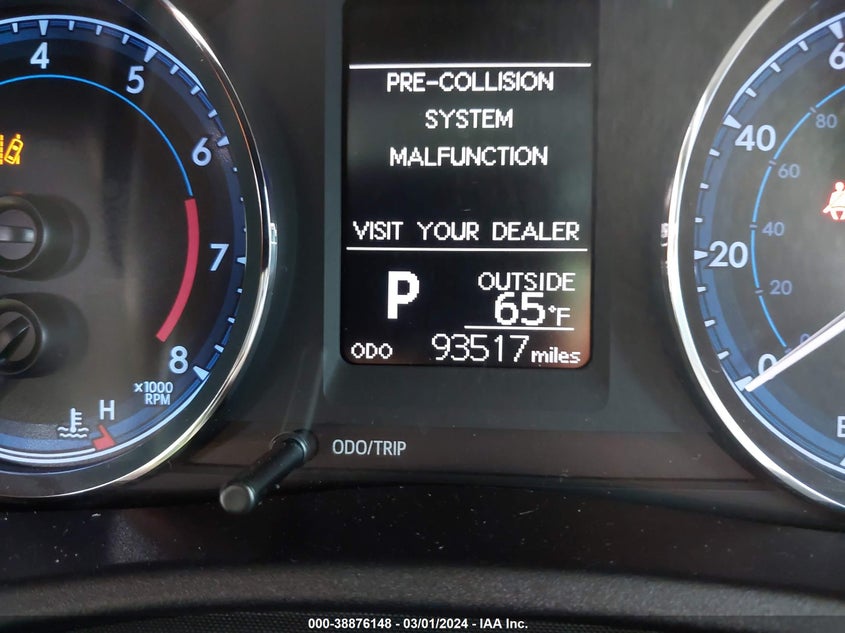 4
5
6
7
8
x1000
RPM
H
PRE-COLLISION
SYSTEM
MALFUNCTION
VISIT YOUR DEALER
P
OUTSIDE
65°F
ODO 93517 miles
ODO/TRIP
80
40
60
20
40
20
0
000-38876148 - 03/01/2024 - IAA Inc.